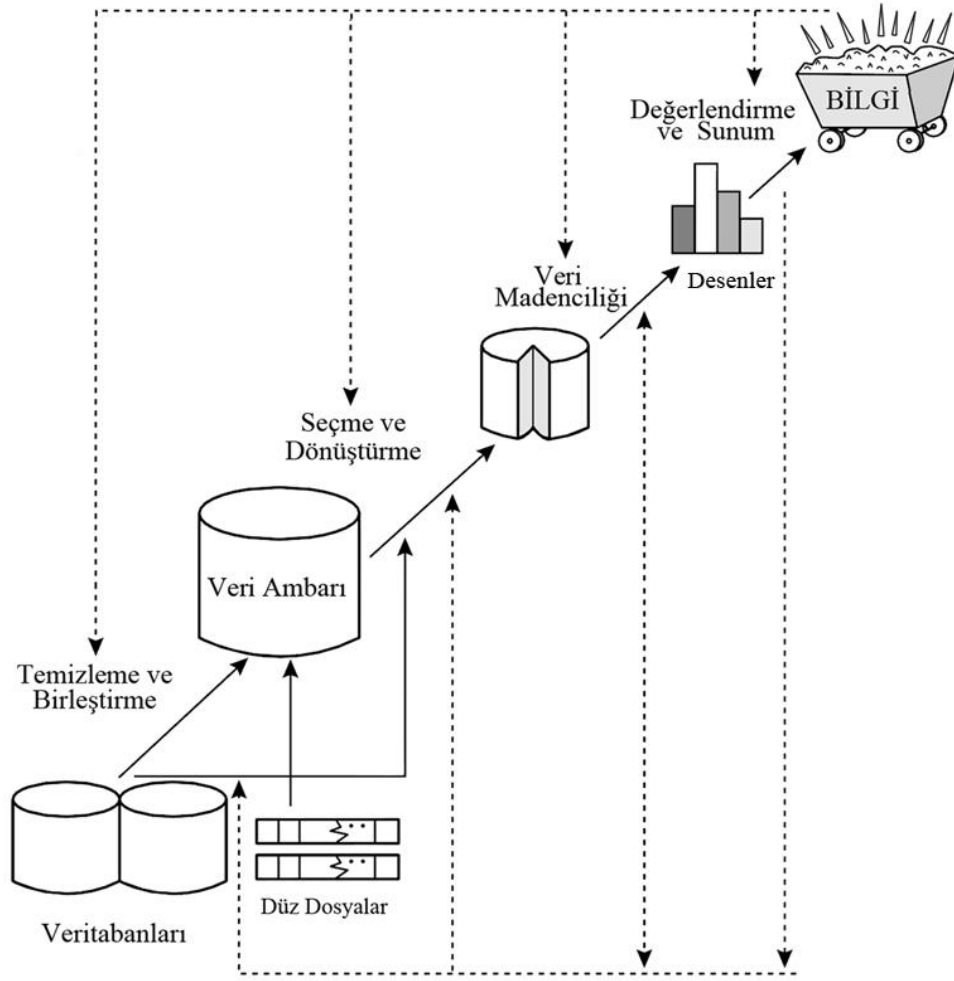 BİLGİ
Değerlendirme
ve Sunum
Desenler
Veri
Madenciliği
Seçme ve
Dönüştürme
Veri Ambarı
Temizleme ve
Birleştirme
Düz Dosyalar
Veritabanları